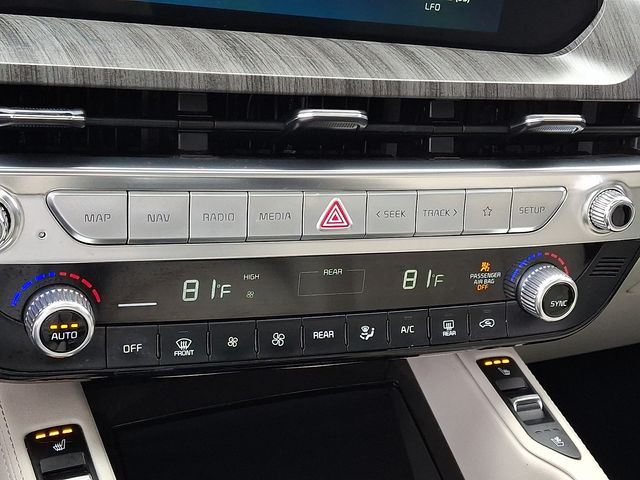 LFO
MAP NAV RADIO MEDIA < SEEK TRACK > SETUP
81°F HIGH REAR 81°F PASSENGER
AIR BAG
OFF
AUTO SYNC
OFF FRONT REAR A/C REAR